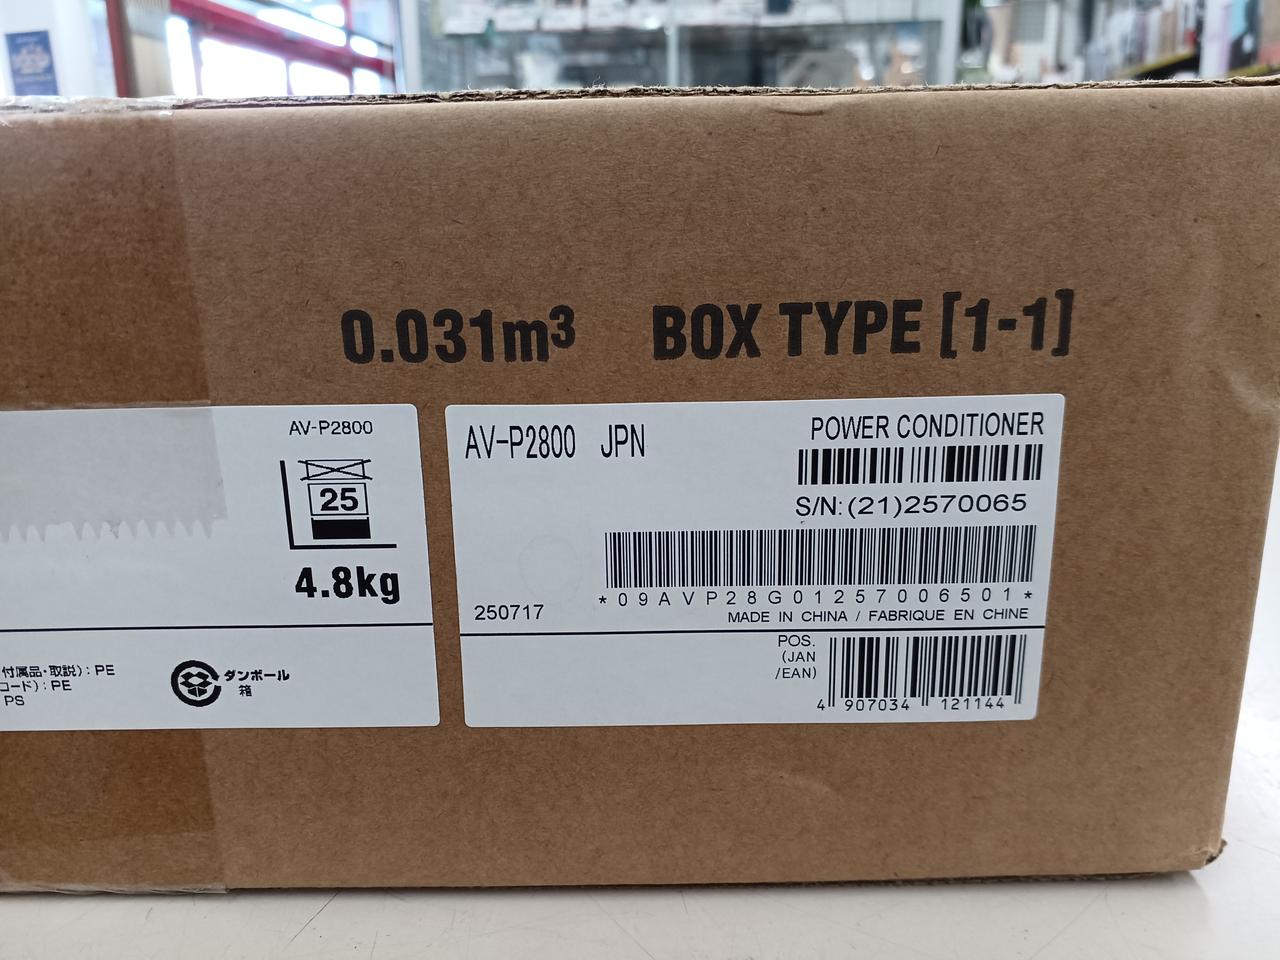 0.031m³ BOX TYPE [1-1]
AV-P2800
25
4.8kg
付属品・取説):PE
コード):PE
PS
ダンボール
箱
AV-P2800 JPN
POWER CONDITIONER
S/N:(21)2570065
*09AVP28G01257006501*
250717
MADE IN CHINA / FABRIQUE EN CHINE
POS.
(JAN
/EAN)
4 907034 121144